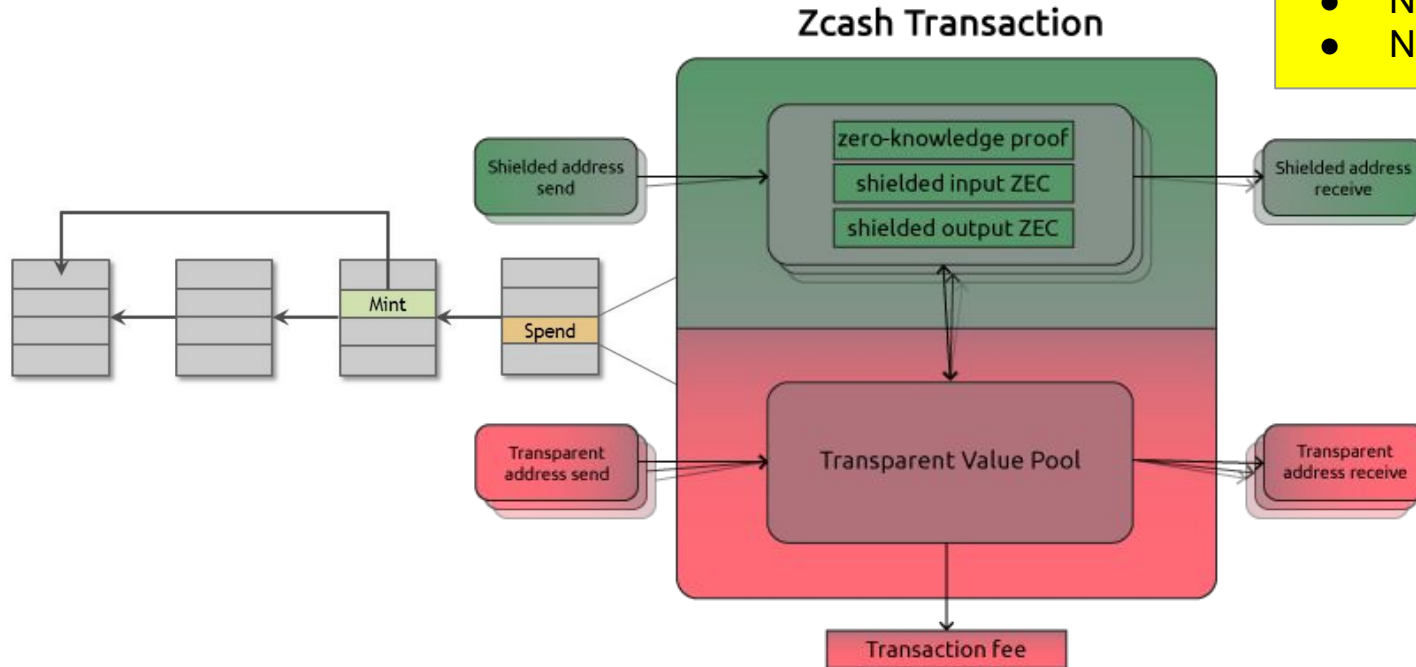 Zcash Transaction
● N
● N
zero-knowledge proof
shielded input ZEC
shielded output ZEC
Shielded address
send
Shielded address
receive
Mint
Spend
Transparent
address send
Transparent Value Pool
Transparent
address receive
Transaction fee